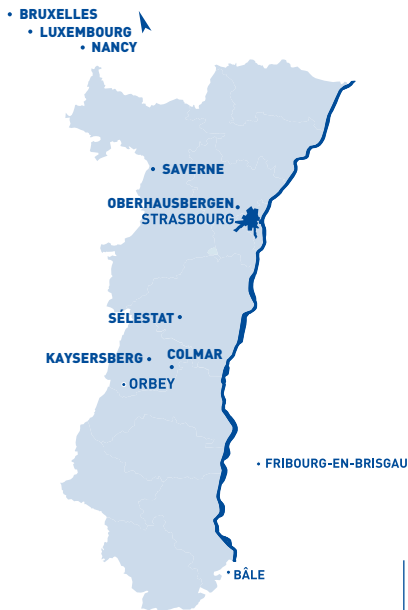 • BRUXELLES
• LUXEMBOURG
• NANCY
• SAVERNE
OBERHAUSBERGEN
STRASBOURG
SÉLESTAT •
KAYSERSBERG •
COLMAR
• ORBEY
• FRIBOURG-EN-BRISGAU
• BÂLE